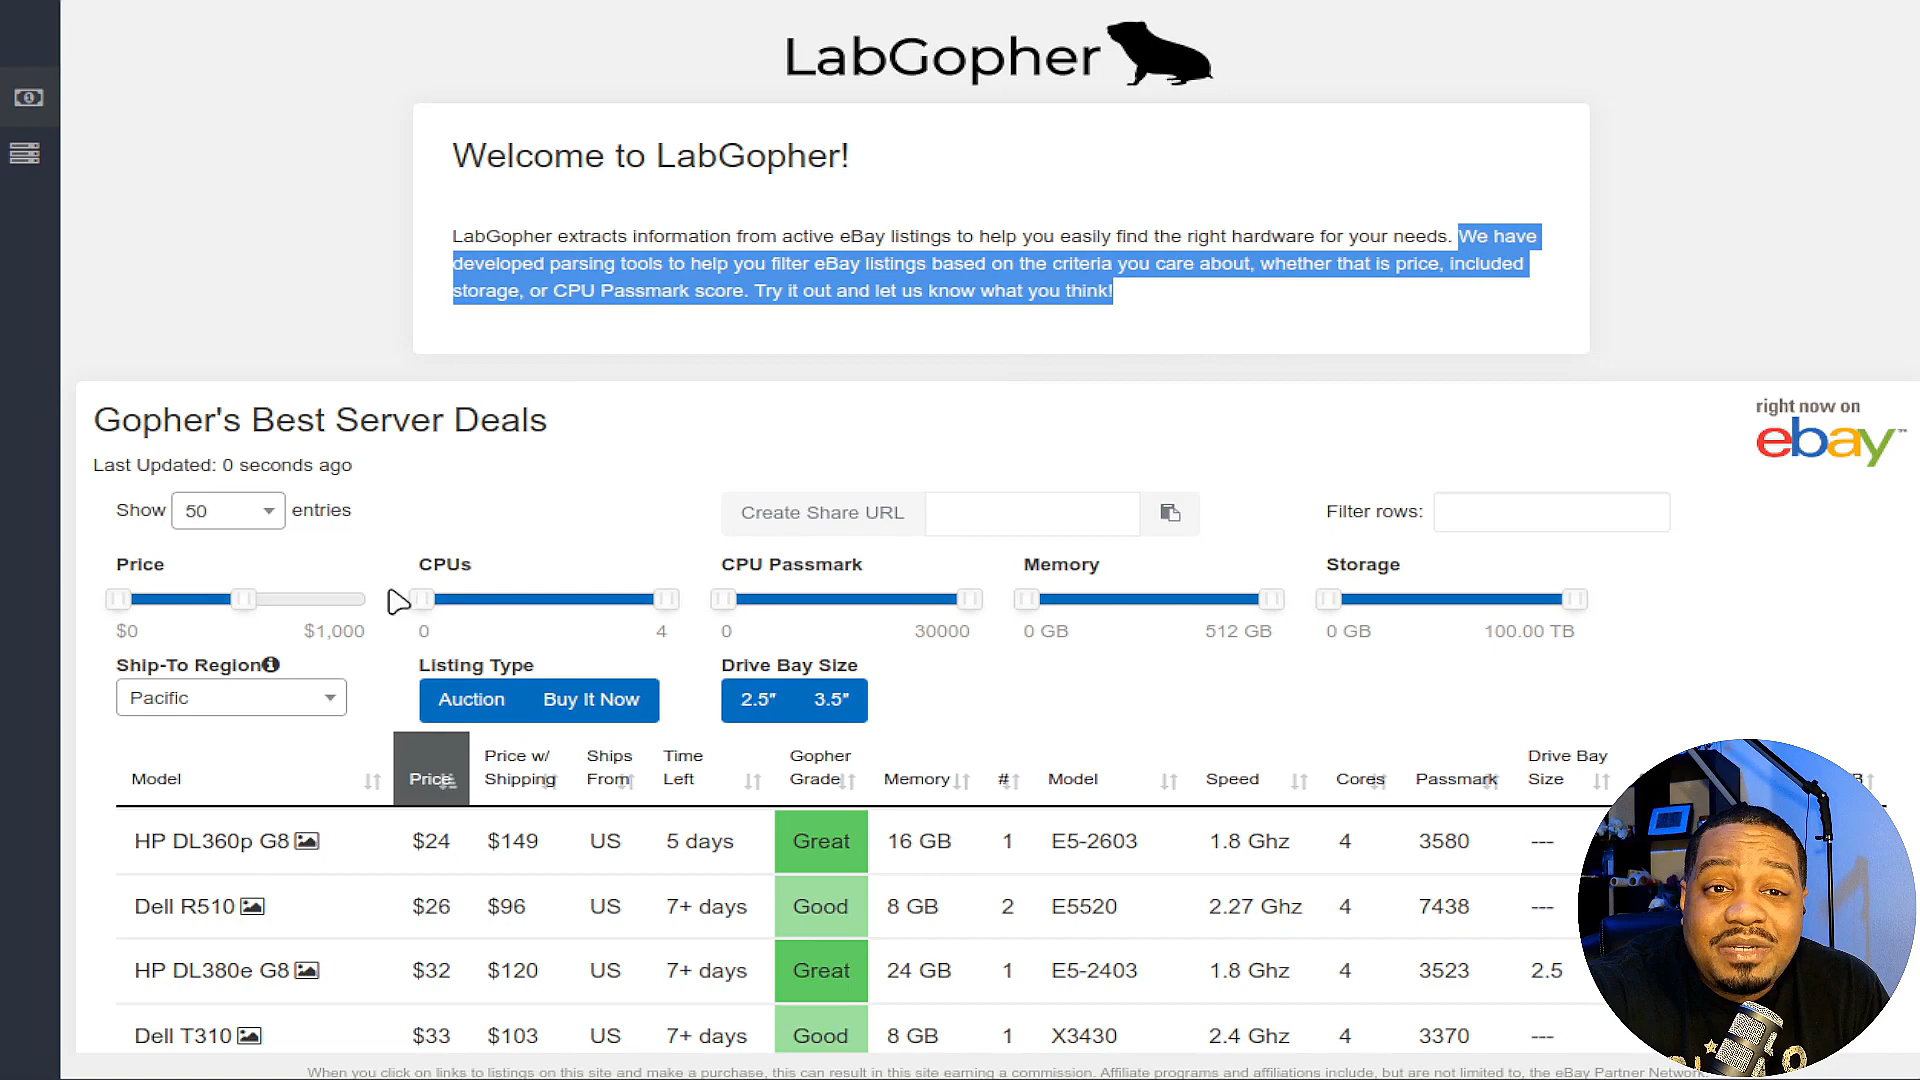 LabGopher
Welcome to LabGopher!
LabGopher extracts information from active eBay listings to help you easily find the right hardware for your needs. We have
developed parsing tools to help you filter eBay listings based on the criteria you care about, whether that is price, included
storage, or CPU Passmark score. Try it out and let us know what you think!
Gopher's Best Server Deals
right now on
ebay™
Last Updated: 0 seconds ago
Show 50 entries
Create Share URL
Filter rows:
Price CPUs CPU Passmark Memory Storage
$0 $1,000 0 4 0 30000 0 GB 512 GB 0 GB 100.00 TB
Ship-To Region Listing Type Drive Bay Size
Pacific Auction Buy It Now 2.5" 3.5"
Model Price Price w/ Shipping Ships From Time Left Gopher Grade Memory # Model Speed Cores Passmark Drive Bay Size
HP DL360p G8 $24 $149 US 5 days Great 16 GB 1 E5-2603 1.8 Ghz 4 3580 ---
Dell R510 $26 $96 US 7+ days Good 8 GB 2 E5520 2.27 Ghz 4 7438 ---
HP DL380e G8 $32 $120 US 7+ days Great 24 GB 1 E5-2403 1.8 Ghz 4 3523 2.5
Dell T310 $33 $103 US 7+ days Good 8 GB 1 X3430 2.4 Ghz 4 3370 ---
When you click on links to listings on this site and make a purchase, this can result in this site earning a commission. Affiliate programs and affiliations include, but are not limited to, the eBay Partner Network.